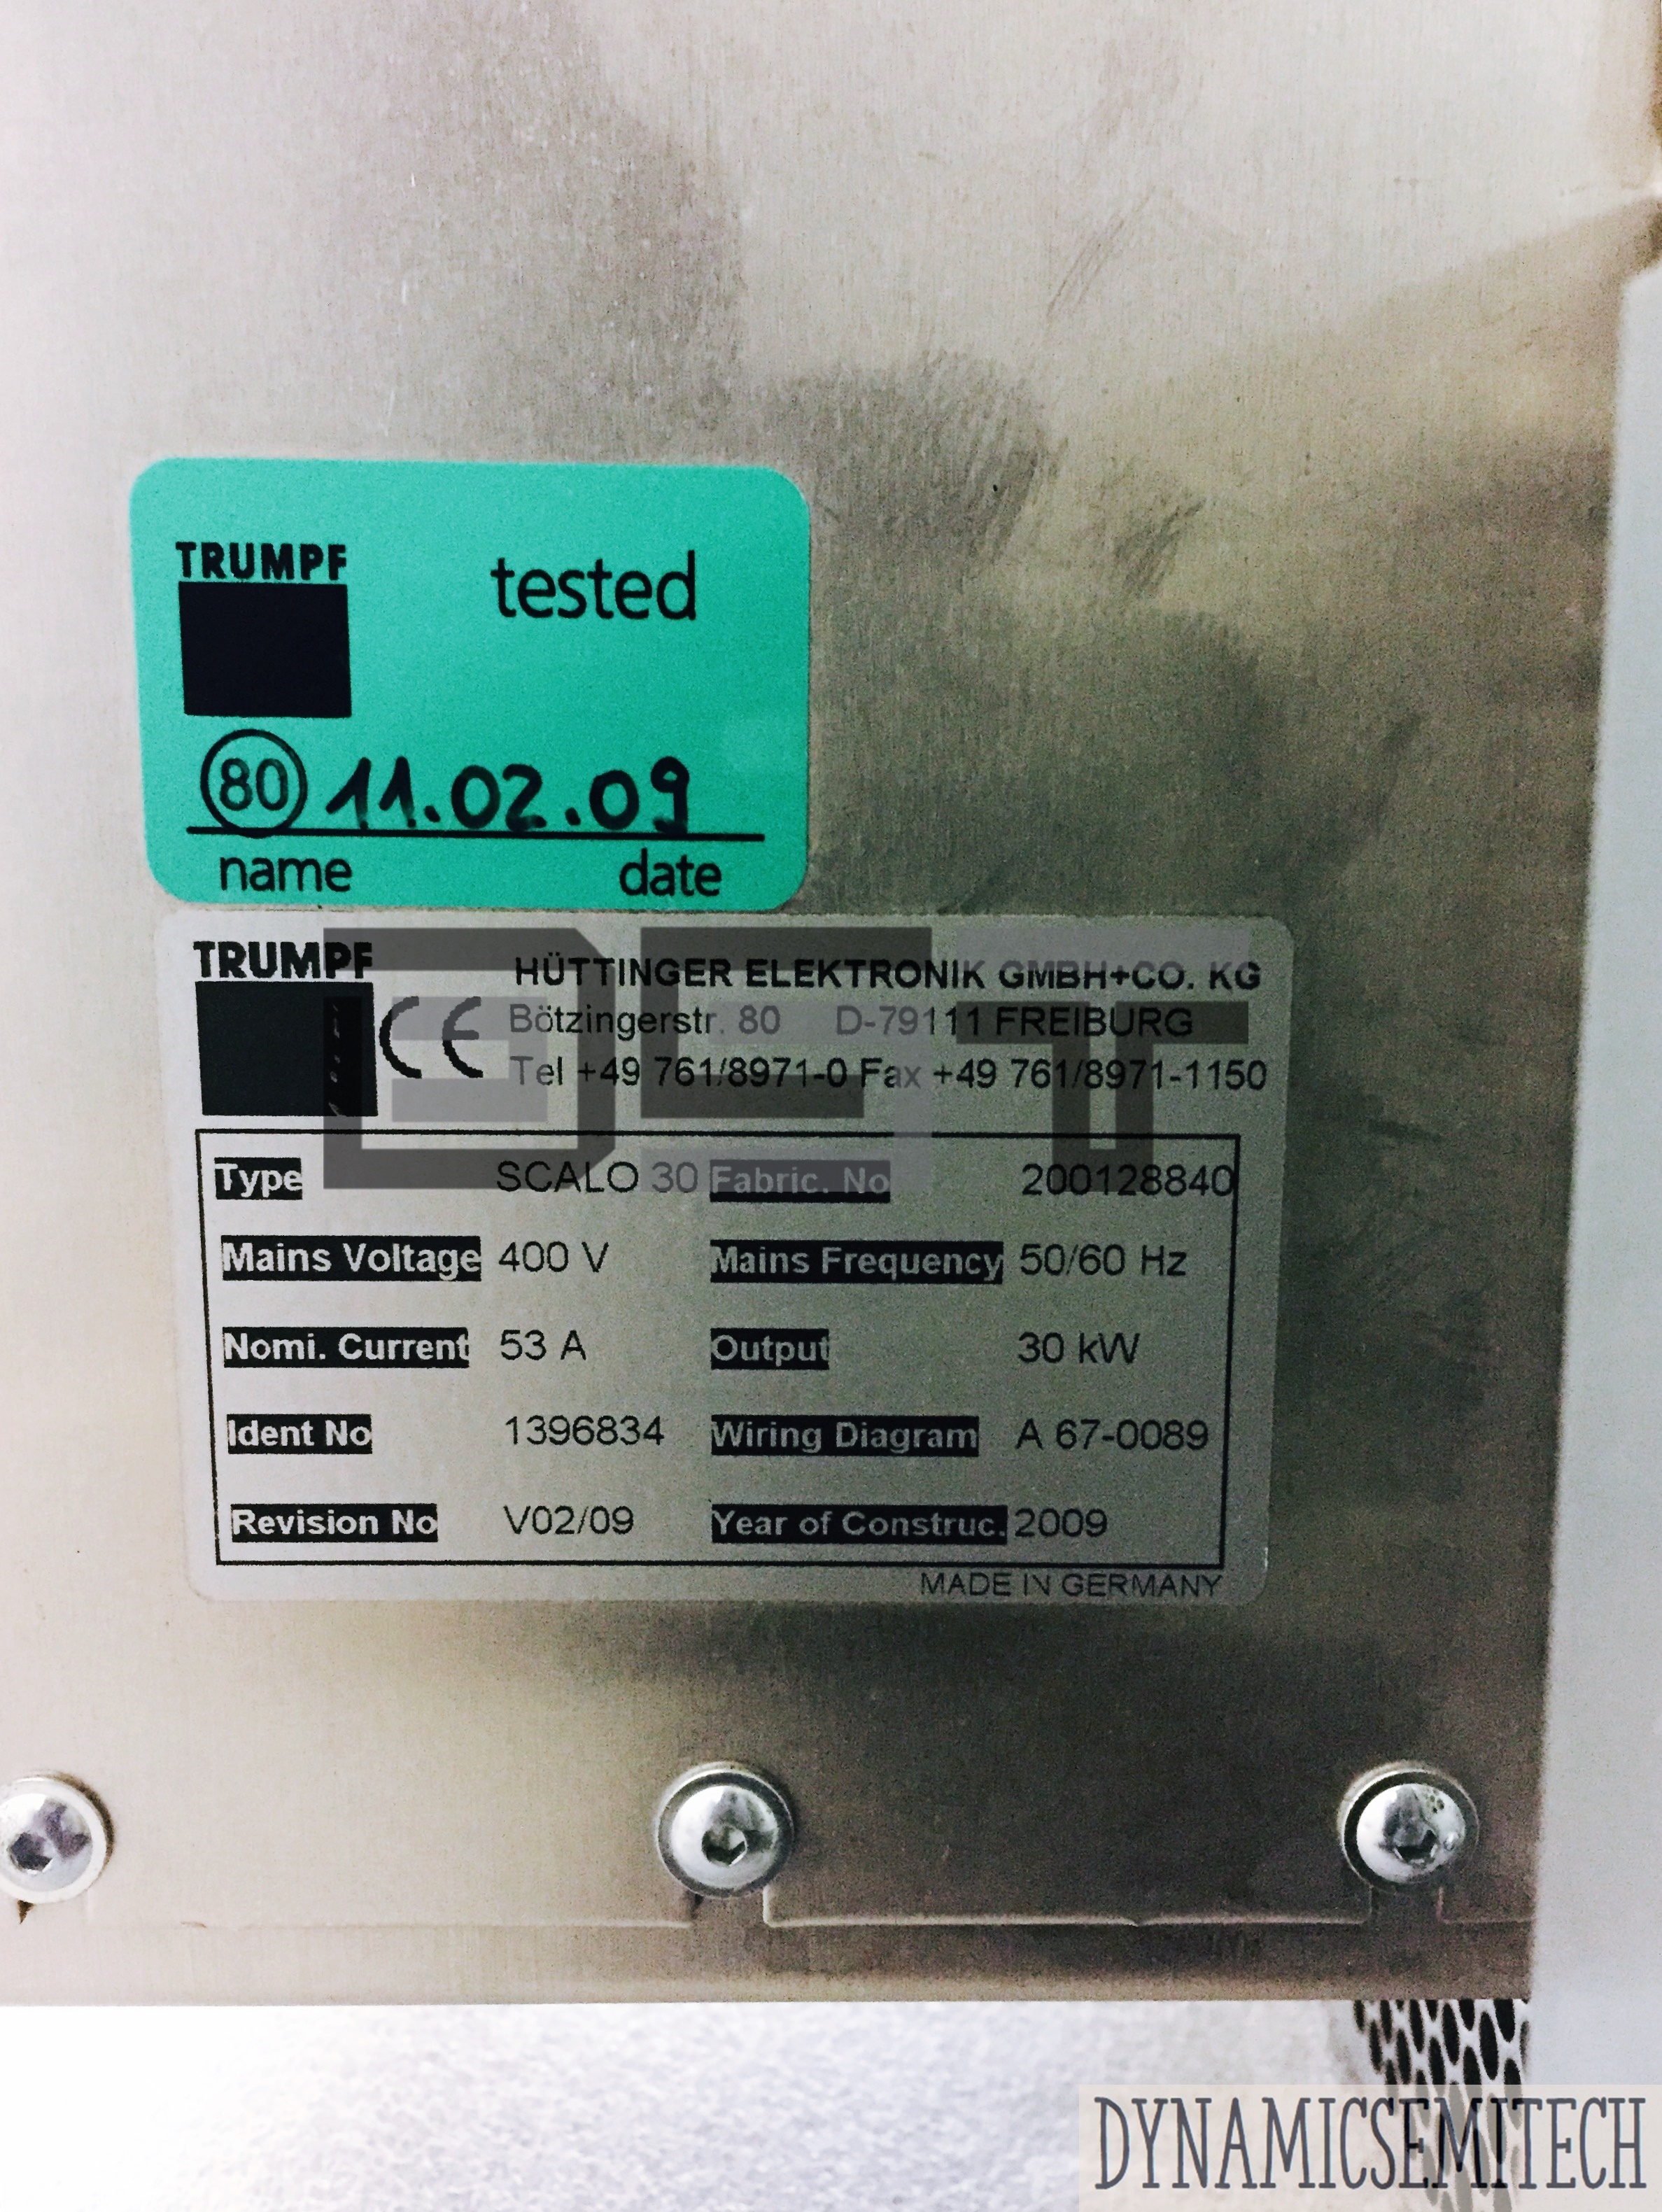 TRUMPF
tested
80 11.02.09
name date
TRUMPF
CE
HÜTTINGER ELEKTRONIK GMBH+CO. KG
Bötzingerstr. 80 D-79111 FREIBURG
Tel +49 761/8971-0 Fax +49 761/8971-1150
Type SCALO 30 Fabric. No 200128840
Mains Voltage 400 V Mains Frequency 50/60 Hz
Nomi. Current 53 A Output 30 kW
Ident No 1396834 Wiring Diagram A 67-0089
Revision No V02/09 Year of Construc. 2009
MADE IN GERMANY
DYNAMICSEMITECH